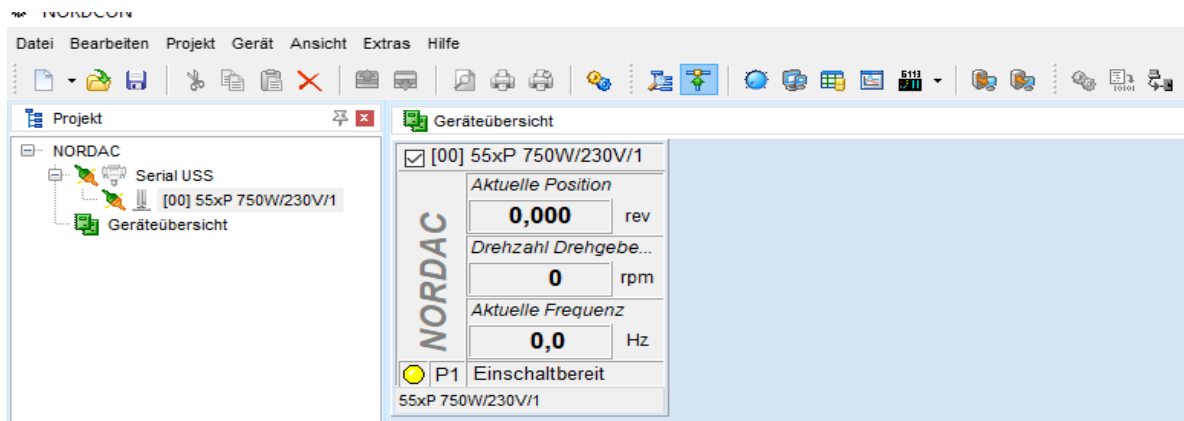 NORDCON
Datei Bearbeiten Projekt Gerät Ansicht Extras Hilfe
Projekt
Geräteübersicht
NORDAC
Serial USS
[00] 55xP 750W/230V/1
Geräteübersicht
[00] 55xP 750W/230V/1
NORDAC
Aktuelle Position
0,000 rev
Drehzahl Drehgebe...
0 rpm
Aktuelle Frequenz
0,0 Hz
P1 Einschaltbereit
55xP 750W/230V/1